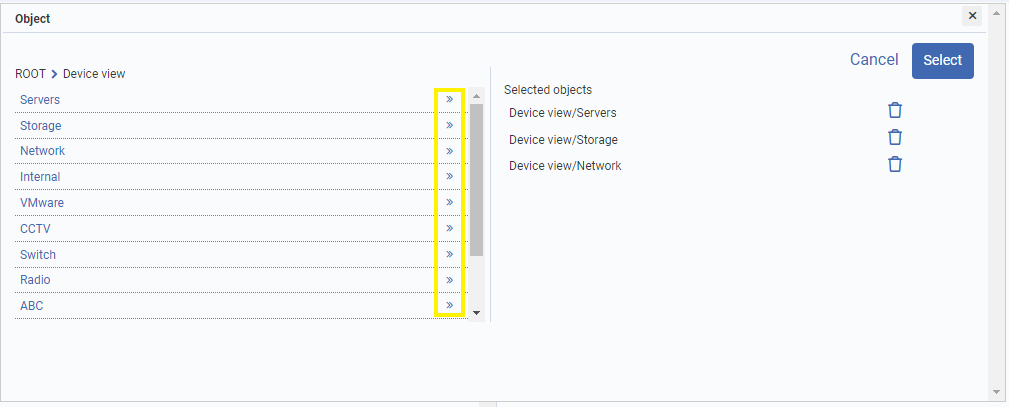 Object
×
Cancel
Select
ROOT > Device view
Servers »
Storage »
Network »
Internal »
VMware »
CCTV »
Switch »
Radio »
ABC »
Selected objects
Device view/Servers
Device view/Storage
Device view/Network